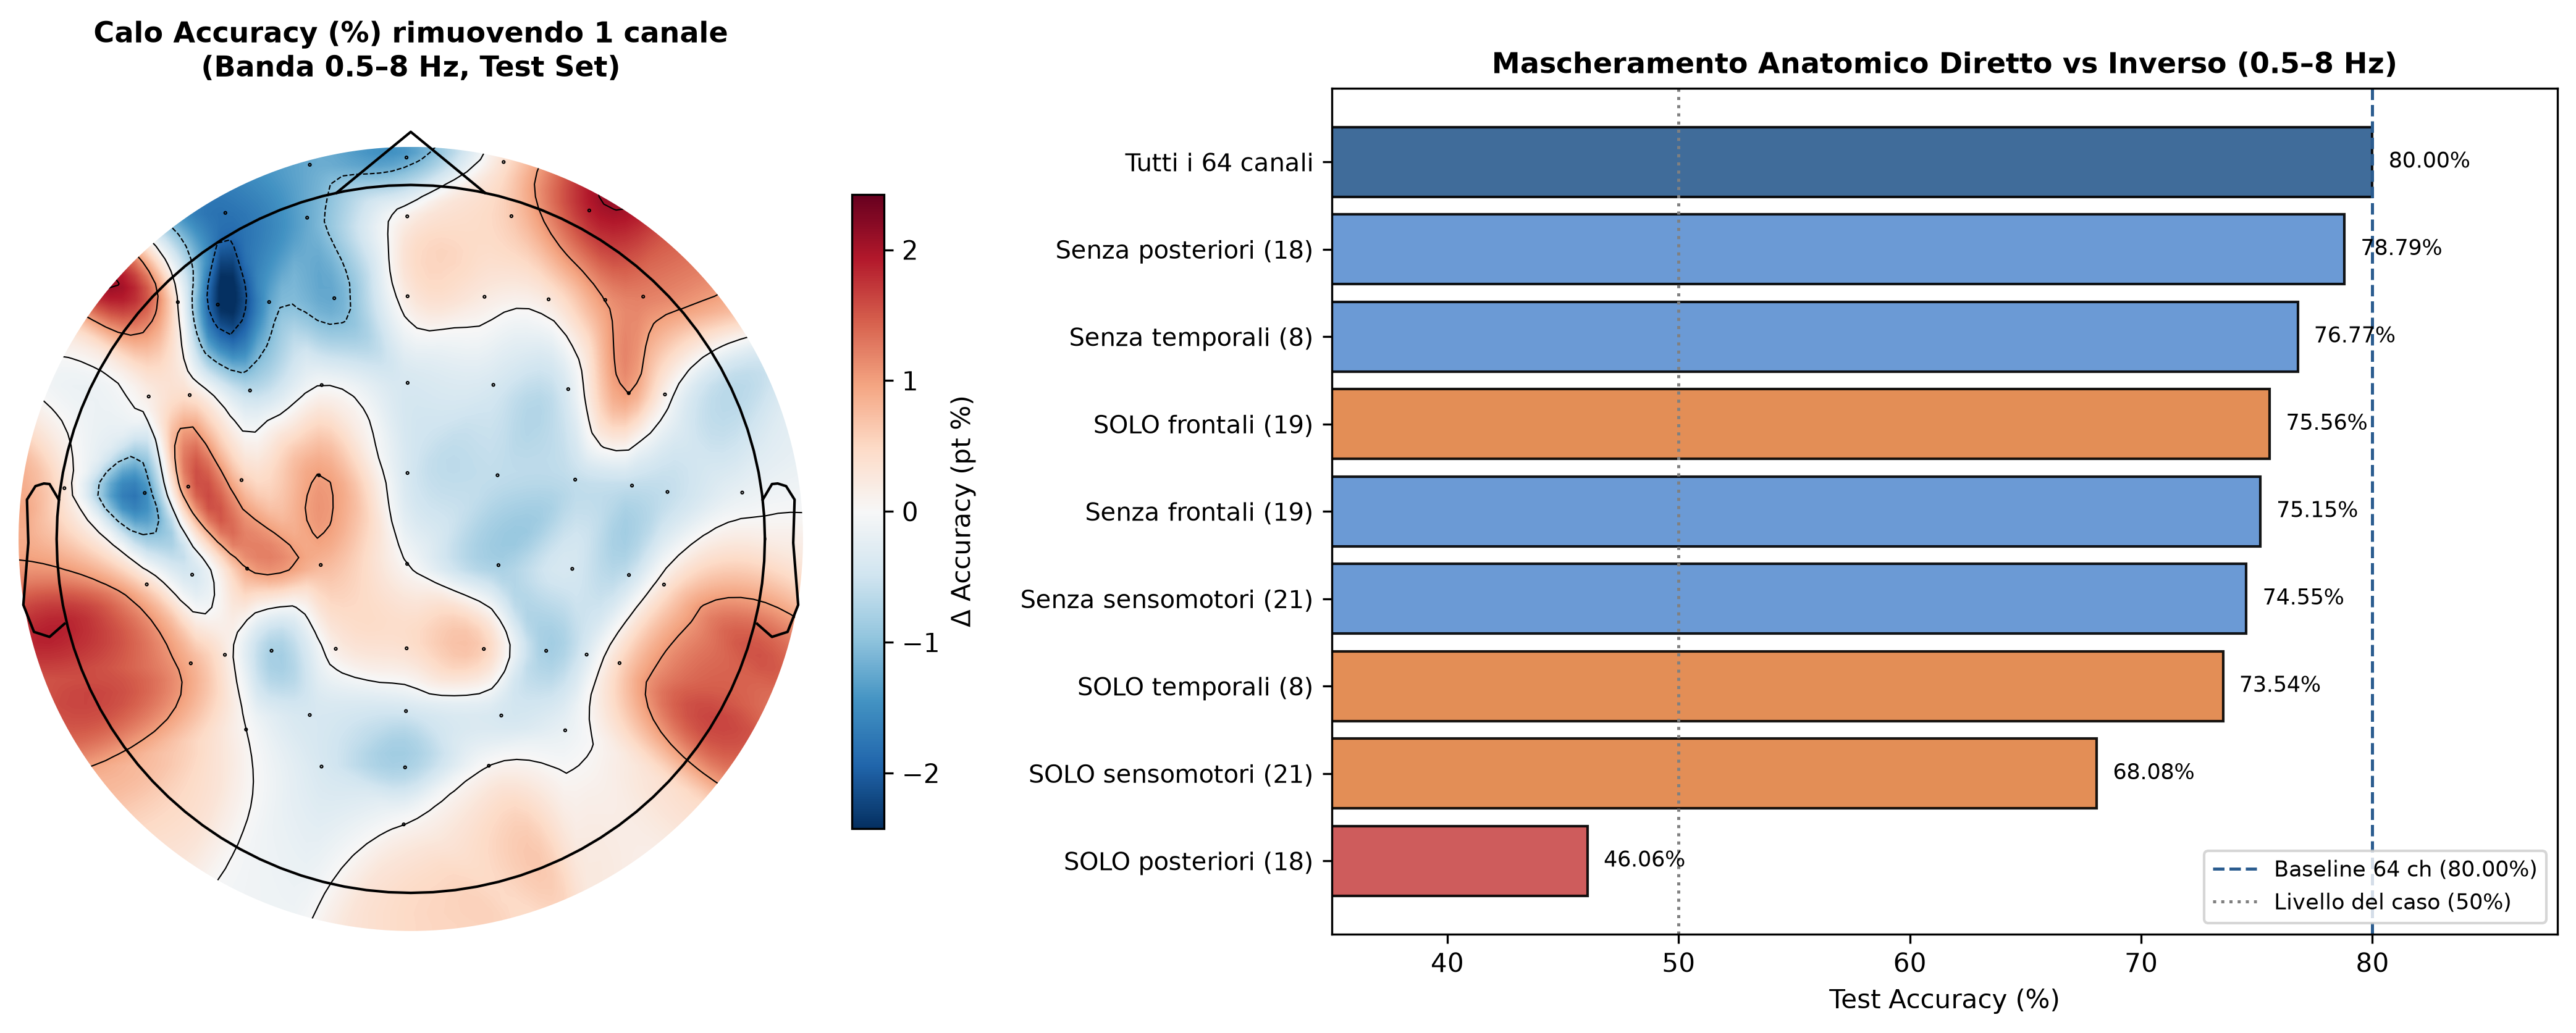 Calo Accuracy (%) rimuovendo 1 canale
(Banda 0.5–8 Hz, Test Set)
2
1
0
−1
−2
Δ Accuracy (pt %)
Mascheramento Anatomico Diretto vs Inverso (0.5–8 Hz)
Tutti i 64 canali
80.00%
Senza posteriori (18)
78.79%
Senza temporali (8)
76.77%
SOLO frontali (19)
75.56%
Senza frontali (19)
75.15%
Senza sensomotori (21)
74.55%
SOLO temporali (8)
73.54%
SOLO sensomotori (21)
68.08%
SOLO posteriori (18)
46.06%
Baseline 64 ch (80.00%)
Livello del caso (50%)
40
50
60
70
80
Test Accuracy (%)